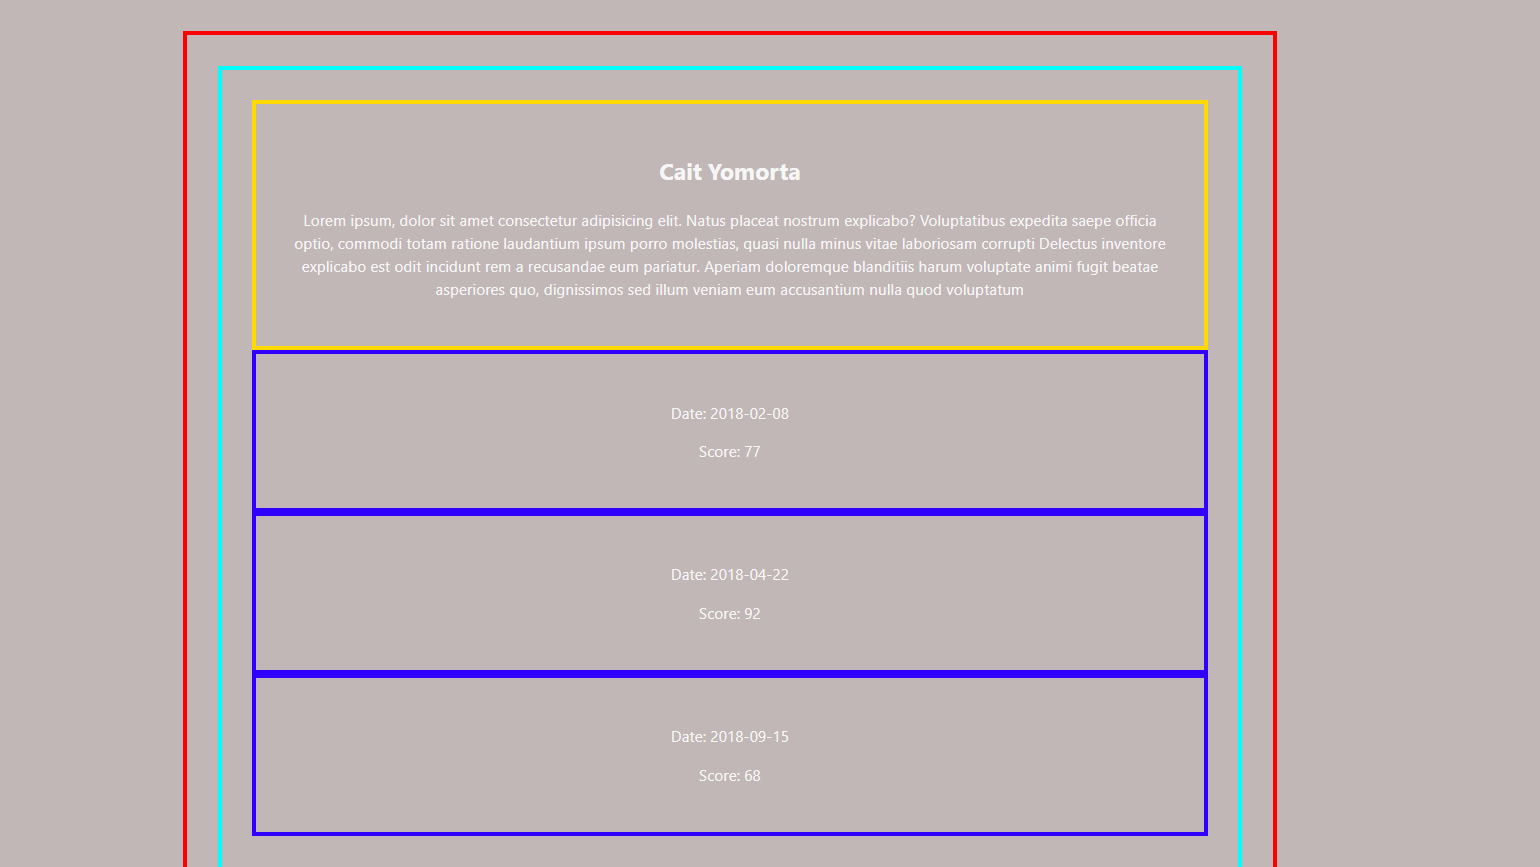 Cait Yomorta
Lorem ipsum, dolor sit amet consectetur adipisicing elit. Natus placeat nostrum explicabo? Voluptatibus expedita saepe officia
optio, commodi totam ratione laudantium ipsum porro molestias, quasi nulla minus vitae laboriosam corrupti Delectus inventore
explicabo est odit incidunt rem a recusandae eum pariatur. Aperiam doloremque blanditiis harum voluptate animi fugit beatae
asperiores quo, dignissimos sed illum veniam eum accusantium nulla quod voluptatum
Date: 2018-02-08
Score: 77
Date: 2018-04-22
Score: 92
Date: 2018-09-15
Score: 68